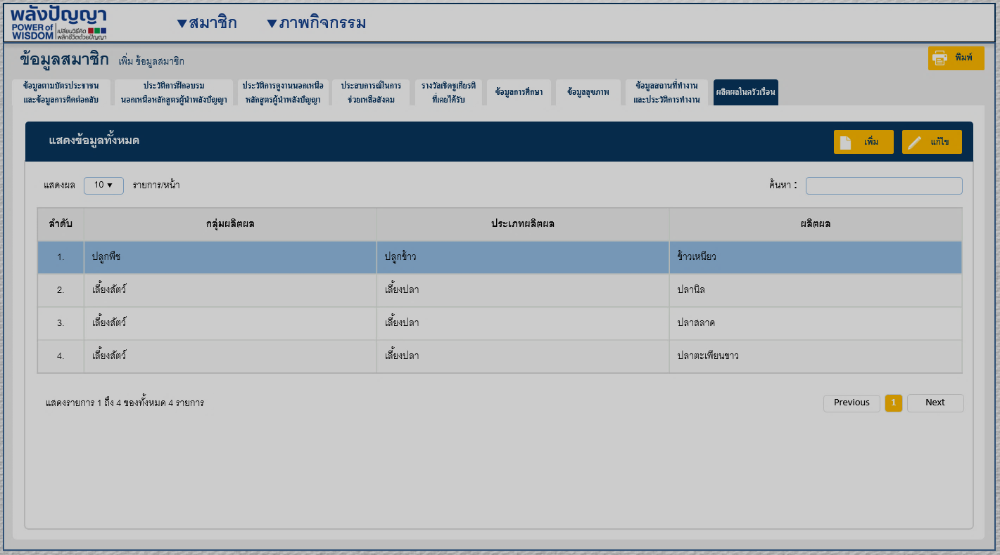 พลังปัญญา
POWER of
WISDOM
เปลี่ยนวิธีคิด
พลิกชีวิตด้วยปัญญา
▼สมาชิก
▼ภาพกิจกรรม
ข้อมูลสมาชิก เพิ่ม ข้อมูลสมาชิก
พิมพ์
ข้อมูลตามบัตรประชาชน
และข้อมูลการติดต่อกลับ
ประวัติการฝึกอบรม
นอกเหนือหลักสูตรผู้นำพลังปัญญา
ประวัติการดูงานนอกเหนือ
หลักสูตรผู้นำพลังปัญญา
ประสบการณ์ในการ
ช่วยเหลือสังคม
รางวัลเชิดชูเกียรติ
ที่เคยได้รับ
ข้อมูลการศึกษา
ข้อมูลสุขภาพ
ข้อมูลสถานที่ทำงาน
และประวัติการทำงาน
ผลิตผลในครัวเรือน
แสดงข้อมูลทั้งหมด
เพิ่ม
แก้ไข
แสดงผล 10 ▼ รายการ/หน้า
ค้นหา :
ลำดับ กลุ่มผลิตผล ประเภทผลิตผล ผลิตผล
1. ปลูกพืช ปลูกข้าว ข้าวเหนียว
2. เลี้ยงสัตว์ เลี้ยงปลา ปลานิล
3. เลี้ยงสัตว์ เลี้ยงปลา ปลาสลาด
4. เลี้ยงสัตว์ เลี้ยงปลา ปลาตะเพียนขาว
แสดงรายการ 1 ถึง 4 ของทั้งหมด 4 รายการ
Previous 1 Next